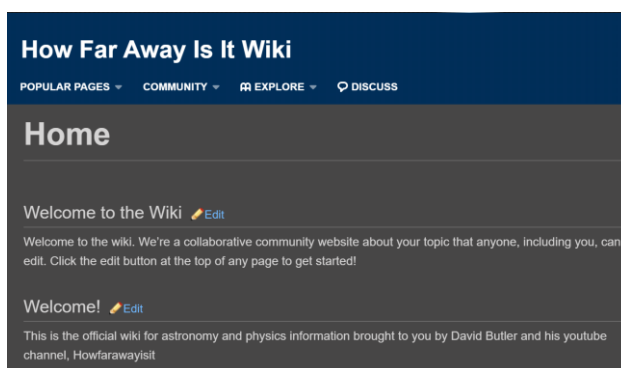 How Far Away Is It Wiki
POPULAR PAGES COMMUNITY EXPLORE DISCUSS
Home
Welcome to the Wiki Edit
Welcome to the wiki. We're a collaborative community website about your topic that anyone, including you, can
edit. Click the edit button at the top of any page to get started!
Welcome! Edit
This is the official wiki for astronomy and physics information brought to you by David Butler and his youtube
channel, Howfarawayisit